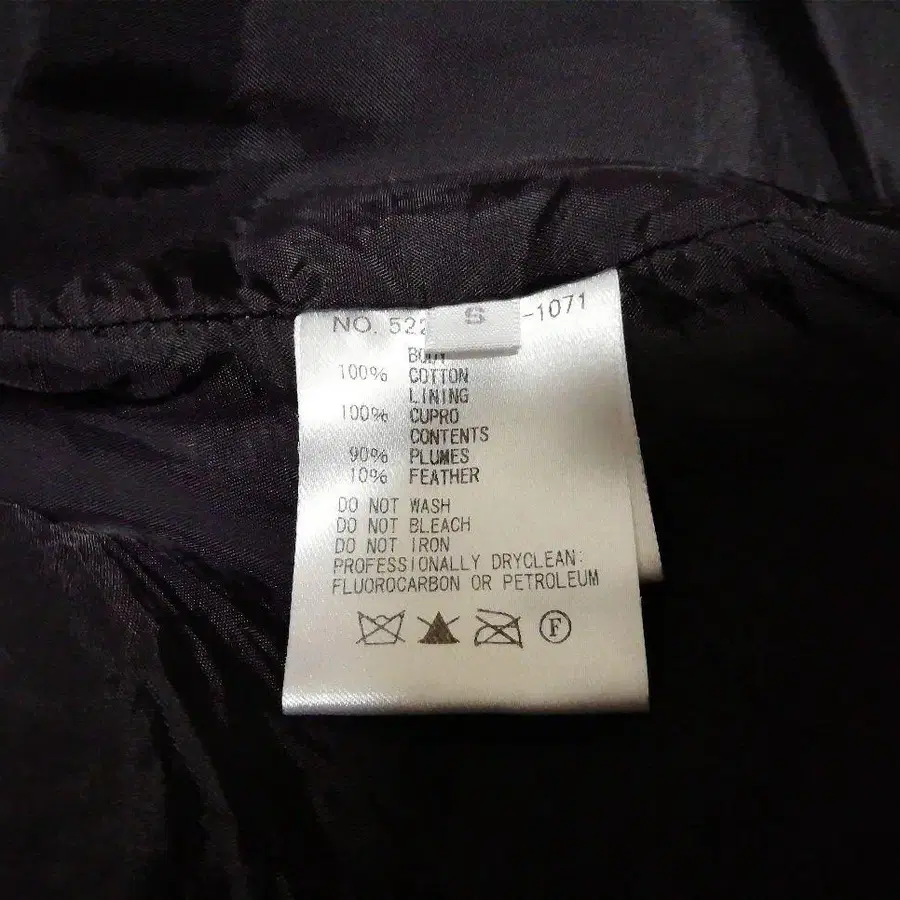 NO. 522 S -1071
BODY
100% COTTON
LINING
100% CUPRO
CONTENTS
90% PLUMES
10% FEATHER
DO NOT WASH
DO NOT BLEACH
DO NOT IRON
PROFESSIONALLY DRYCLEAN:
FLUOROCARBON OR PETROLEUM
F